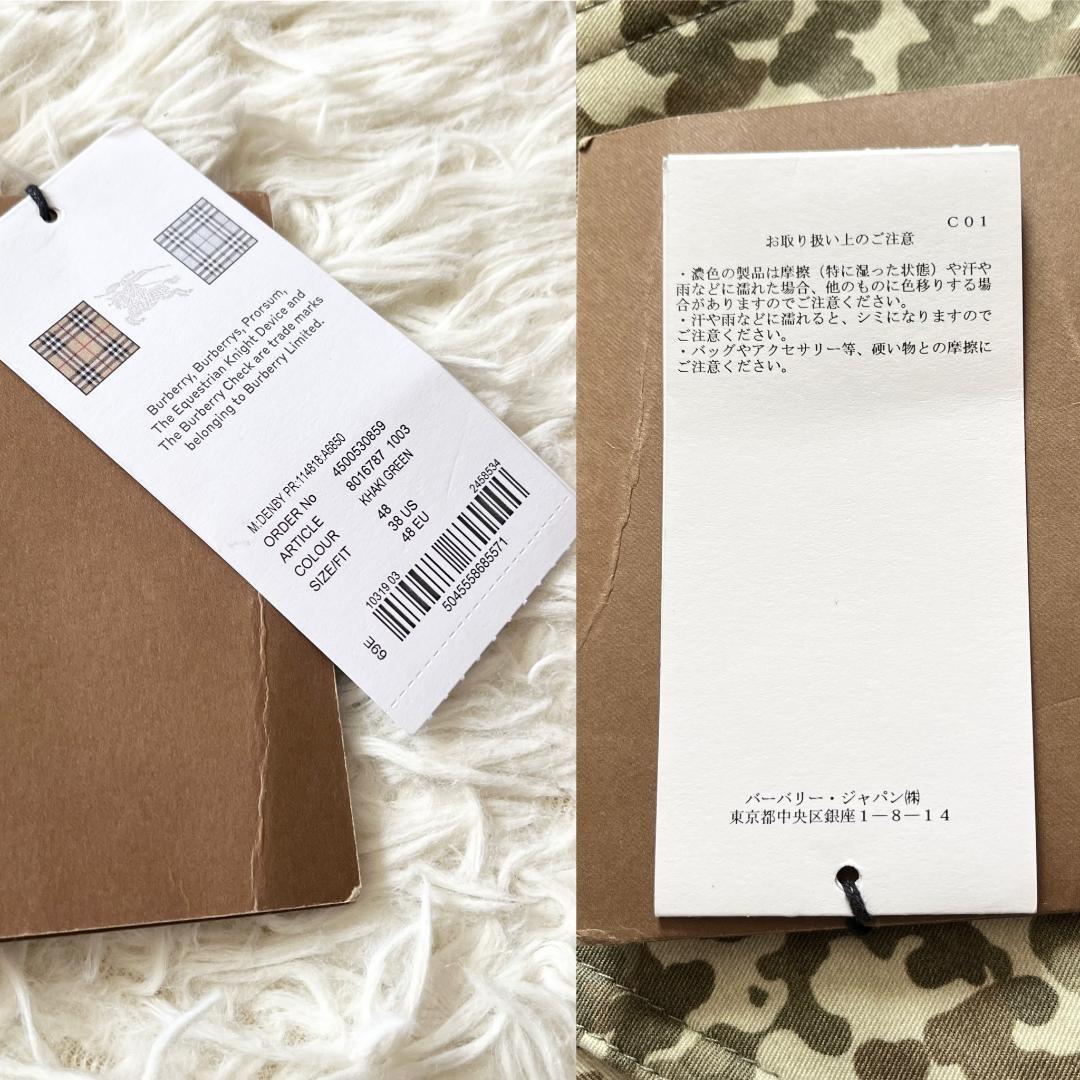 Burberry, Burberrys, Prorsum,
The Equestrian Knight Device and
The Burberry Check are trade marks
belonging to Burberry Limited.
M:DENBY PR:114818:A6850
ORDER No 4500530859
ARTICLE 8016787 1003
COLOUR KHAKI GREEN
SIZE/FIT 48
38 US
48 EU
10319 03 2458534
5045558685571
E69
C01
お取り扱い上のご注意
・濃色の製品は摩擦（特に湿った状態）や汗や
雨などに濡れた場合、他のものに色移りする場
合がありますのでご注意ください。
・汗や雨などに濡れると、シミになりますので
ご注意ください。
・バッグやアクセサリー等、硬い物との摩擦に
ご注意ください。
バーバリー・ジャパン㈱
東京都中央区銀座１―８―１４